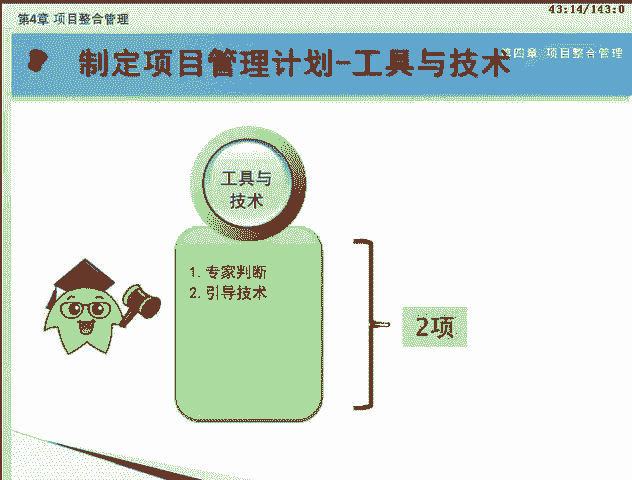 第4章 项目整合管理
43:14/143:0
制定项目管理计划-工具与技术
第四章 项目整合管理
工具与
技术
1. 专家判断
2. 引导技术
2项